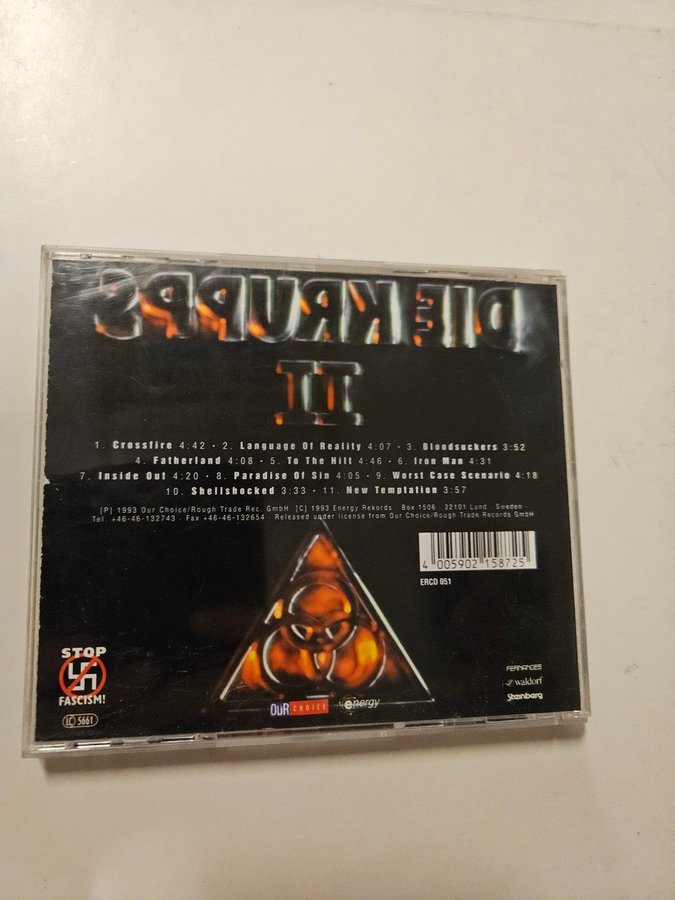 DIE KRUPPS
II
1. Crossfire 4:42 • 2. Language Of Reality 4:07 • 3. Bloodsuckers 3:52
4. Fatherland 4:08 • 5. To The Hilt 4:46 • 6. Iron Man 4:31
7. Inside Out 4:20 • 8. Paradise Of Sin 4:05 • 9. Worst Case Scenario 4:18
10. Shellshocked 3:33 • 11. New Temptation 3:57
[P] 1993 Our Choice/Rough Trade Rec. GmbH [C] 1993 Energy Rekords Box 1506 · 22101 Lund · Sweden ·
Tel. +46-46-132743 Fax +46-46-132654 · Released under license from Our Choice/Rough Trade Records GmbH
4 005902 158725
ERCD 051
STOP
FASCISM!
LC 5661
FERNANDES
waldorf
Steinberg
OUR CHOICE
energy